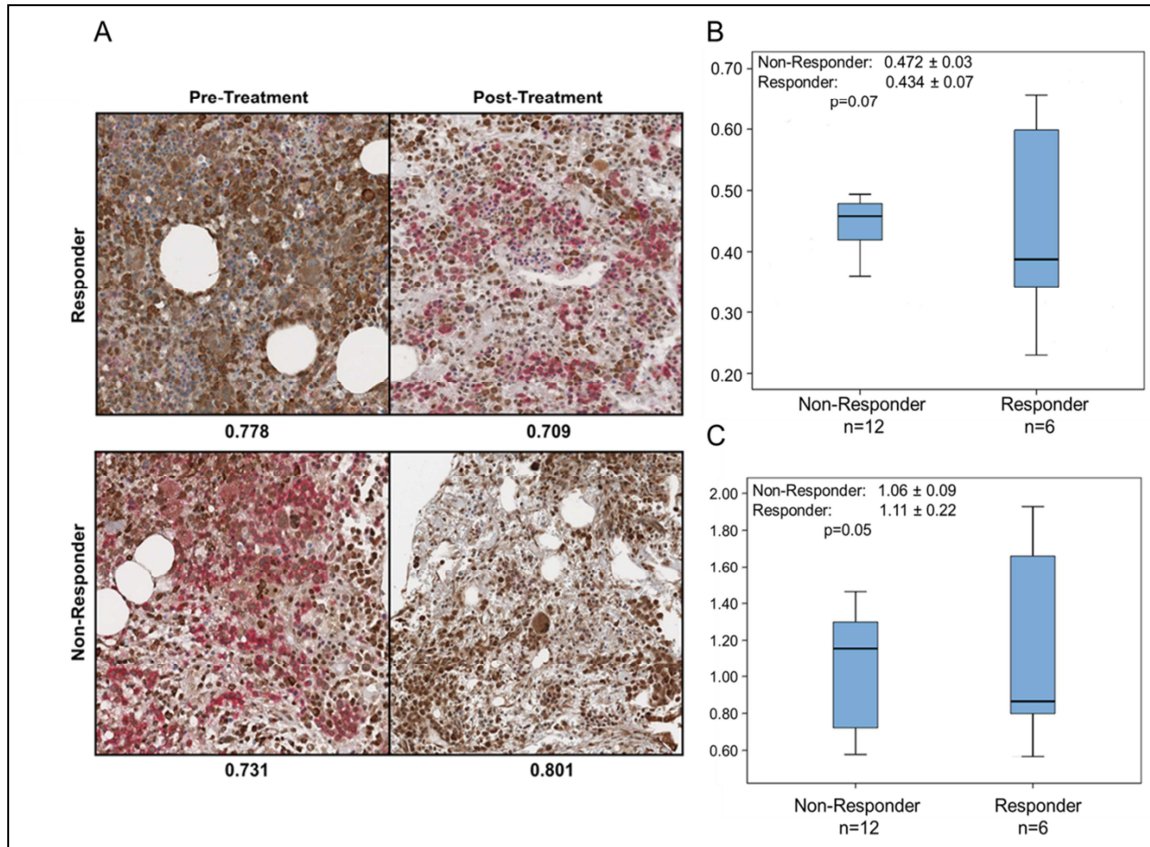 A
Pre-Treatment Post-Treatment
Responder
0.778 0.709
Non-Responder
0.731 0.801
B
Non-Responder: 0.472 ± 0.03
Responder: 0.434 ± 0.07
p=0.07
0.70
0.60
0.50
0.40
0.30
0.20
Non-Responder Responder
n=12 n=6
C
Non-Responder: 1.06 ± 0.09
Responder: 1.11 ± 0.22
p=0.05
2.00
1.80
1.60
1.40
1.20
1.00
0.80
0.60
Non-Responder Responder
n=12 n=6